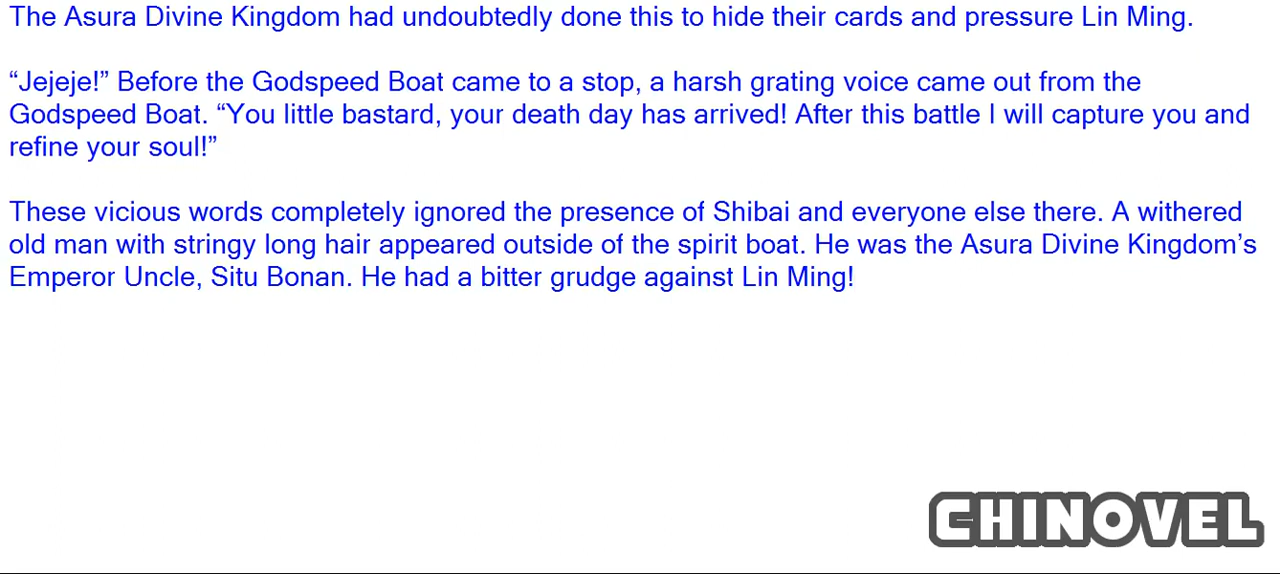 The Asura Divine Kingdom had undoubtedly done this to hide their cards and pressure Lin Ming.
“Jejeje!” Before the Godspeed Boat came to a stop, a harsh grating voice came out from the
Godspeed Boat. “You little bastard, your death day has arrived! After this battle I will capture you and
refine your soul!”
These vicious words completely ignored the presence of Shibai and everyone else there. A withered
old man with stringy long hair appeared outside of the spirit boat. He was the Asura Divine Kingdom’s
Emperor Uncle, Situ Bonan. He had a bitter grudge against Lin Ming!
CHINOVEL